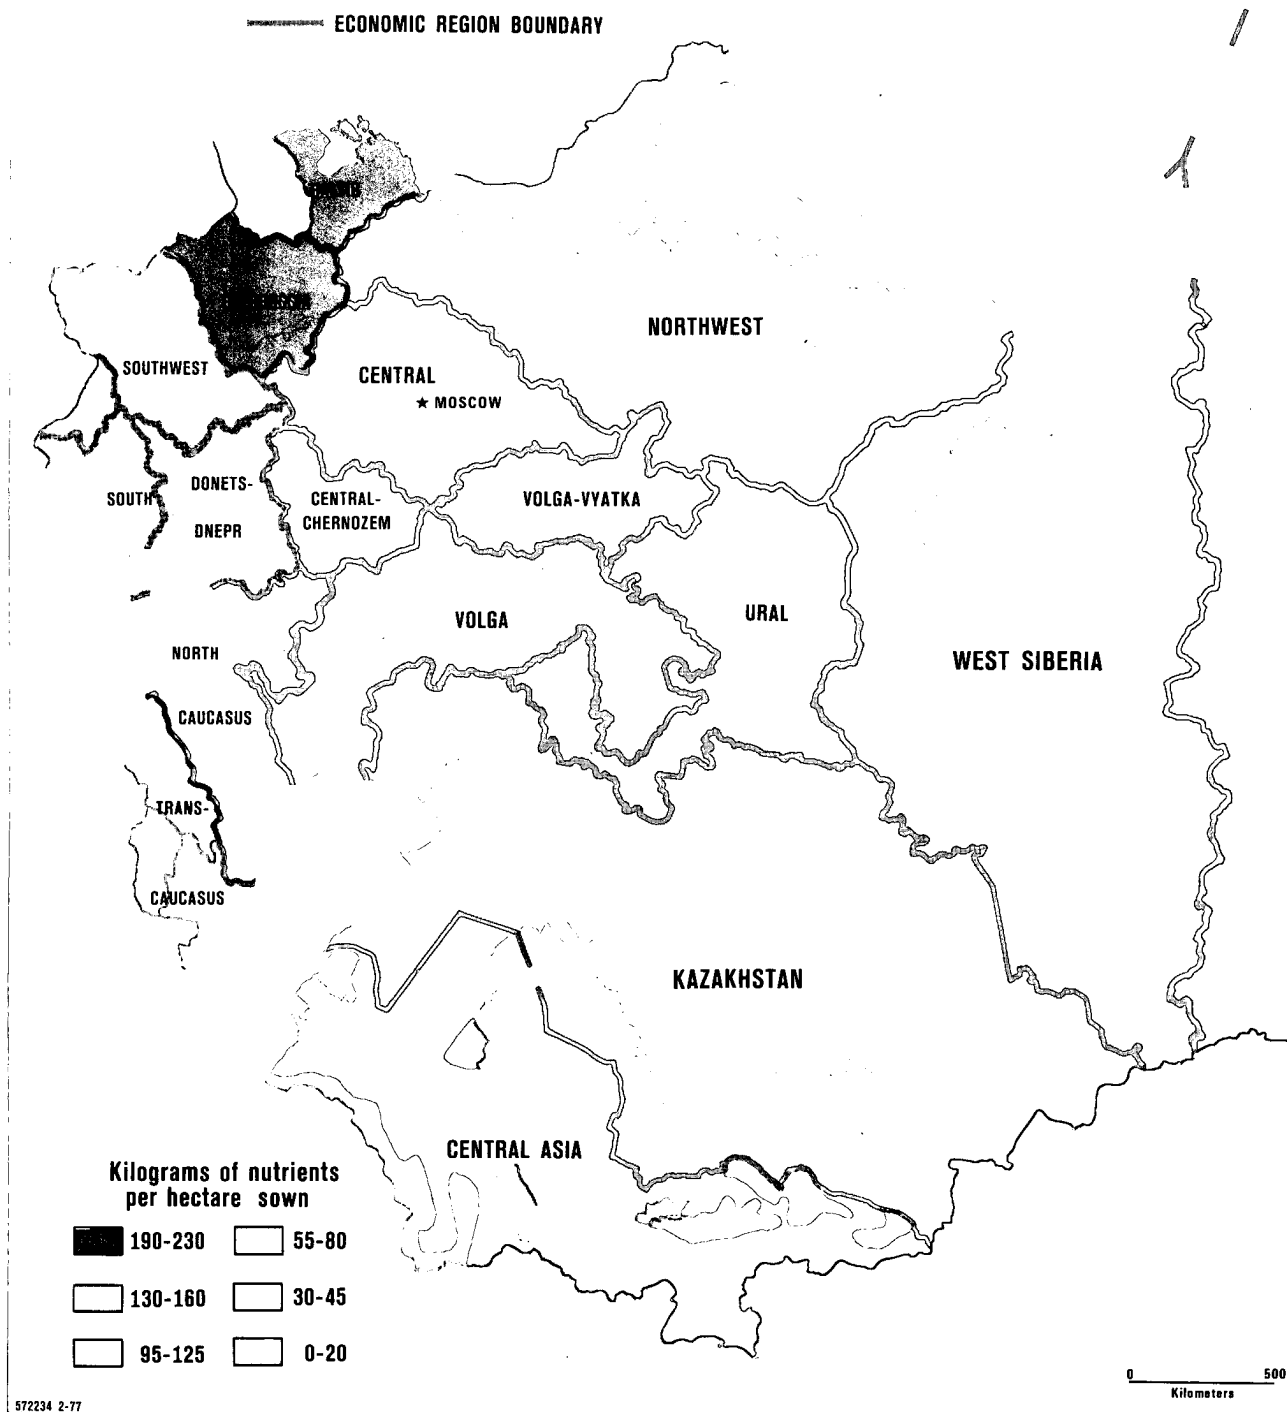 ECONOMIC REGION BOUNDARY
NORTHWEST
SOUTHWEST
CENTRAL
★ MOSCOW
SOUTH
DONETS-
DNEPR
CENTRAL-
CHERNOZEM
VOLGA-VYATKA
VOLGA
URAL
WEST SIBERIA
NORTH
CAUCASUS
TRANS-
CAUCASUS
KAZAKHSTAN
CENTRAL ASIA
Kilograms of nutrients
per hectare sown
190-230
55-80
130-160
30-45
95-125
0-20
0 500
Kilometers
572234 2-77